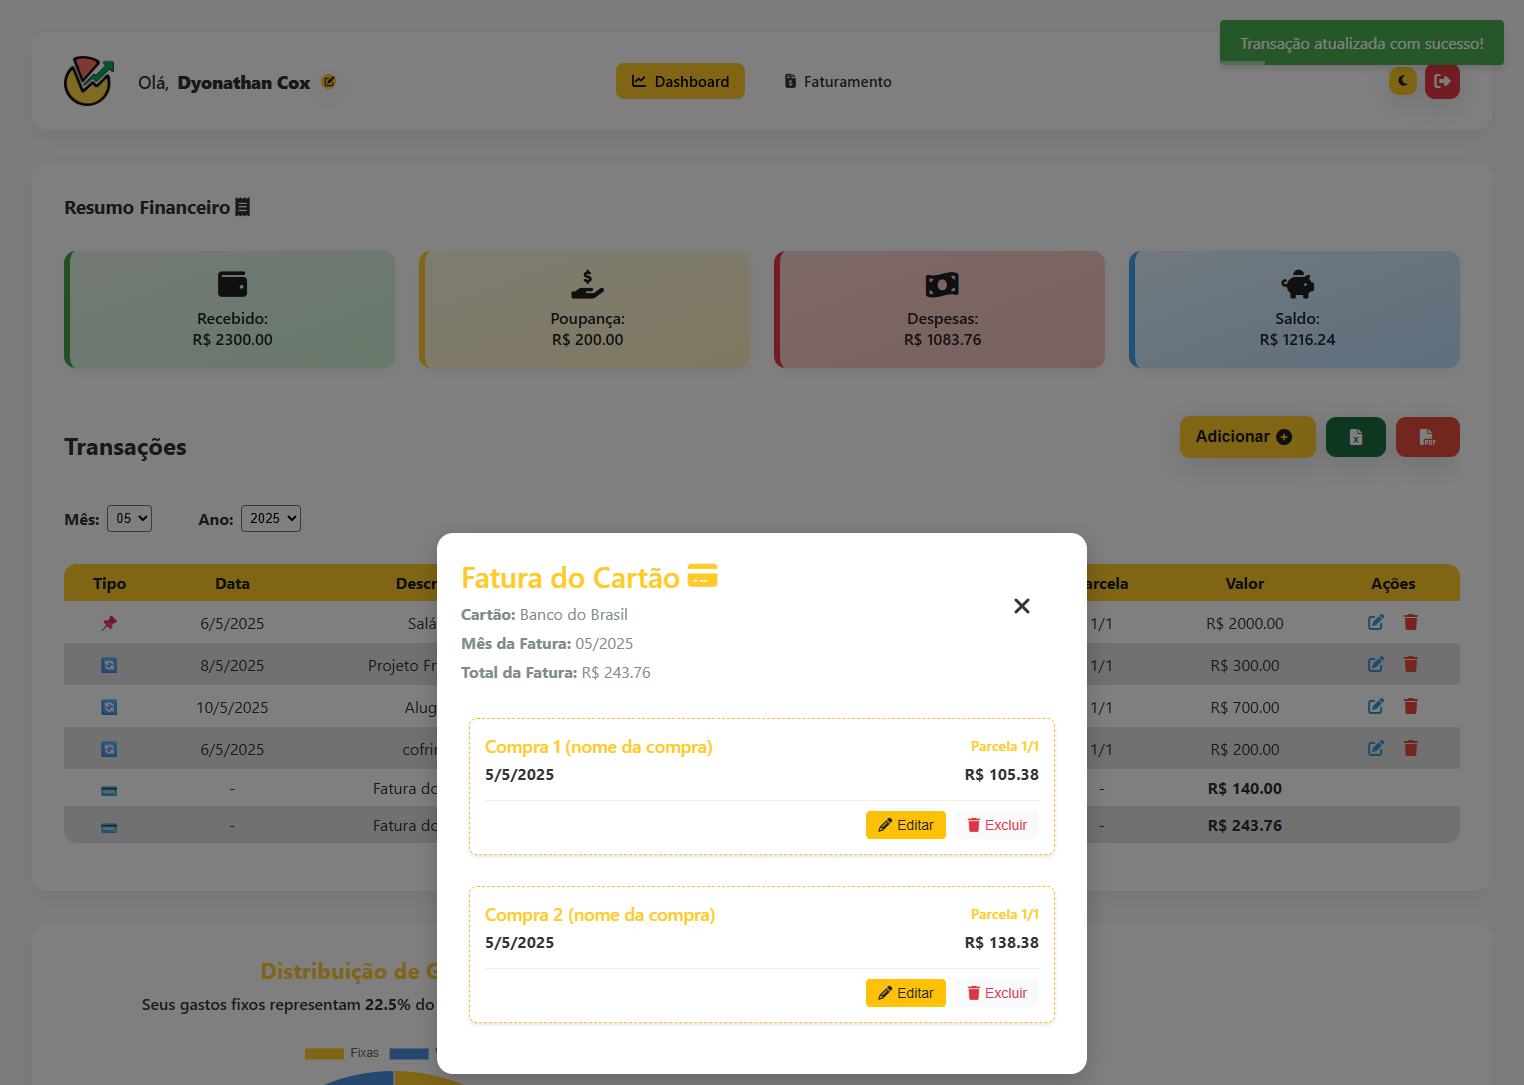 Transação atualizada com sucesso!
Olá, Dyonathan Cox
Dashboard
Faturamento
Resumo Financeiro
Recebido:
R$ 2300.00
Poupança:
R$ 200.00
Despesas:
R$ 1083.76
Saldo:
R$ 1216.24
Transações
Adicionar
X
PDF
Mês: 05 Ano: 2025
Tipo Data Descr arcela Valor Ações
6/5/2025 Salá 1/1 R$ 2000.00
8/5/2025 Projeto Fr 1/1 R$ 300.00
10/5/2025 Alug 1/1 R$ 700.00
6/5/2025 cofri 1/1 R$ 200.00
- Fatura do - R$ 140.00
- Fatura do - R$ 243.76
Fatura do Cartão
Cartão: Banco do Brasil
Mês da Fatura: 05/2025
Total da Fatura: R$ 243.76
Compra 1 (nome da compra) Parcela 1/1
5/5/2025 R$ 105.38
Editar Excluir
Compra 2 (nome da compra) Parcela 1/1
5/5/2025 R$ 138.38
Editar Excluir
Distribuição de G
Seus gastos fixos representam 22.5% do
Fixas